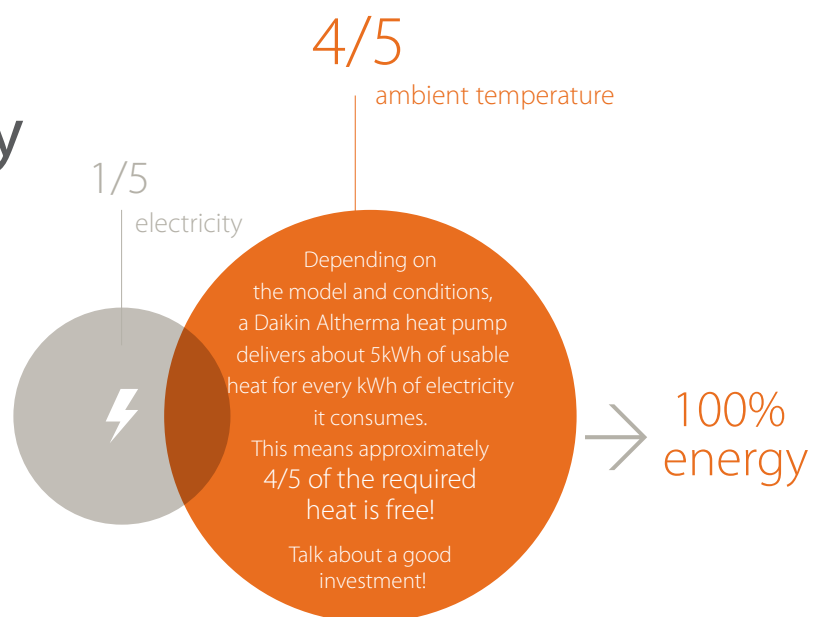 4/5
ambient temperature
y
1/5
electricity
Depending on
the model and conditions,
a Daikin Altherma heat pump
delivers about 5kWh of usable
heat for every kWh of electricity
it consumes.
This means approximately
4/5 of the required
heat is free!
Talk about a good
investment!
100%
energy